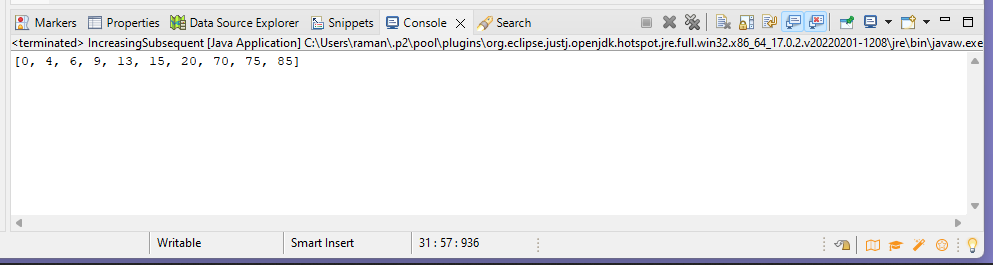 Markers Properties Data Source Explorer Snippets Console Search
<terminated> IncreasingSubsequent [Java Application] C:\Users\raman\.p2\pool\plugins\org.eclipse.justj.openjdk.hotspot.jre.full.win32.x86_64_17.0.2.v20220201-1208\jre\bin\javaw.exe
[0, 4, 6, 9, 13, 15, 20, 70, 75, 85]
Writable Smart Insert 31 : 57 : 936